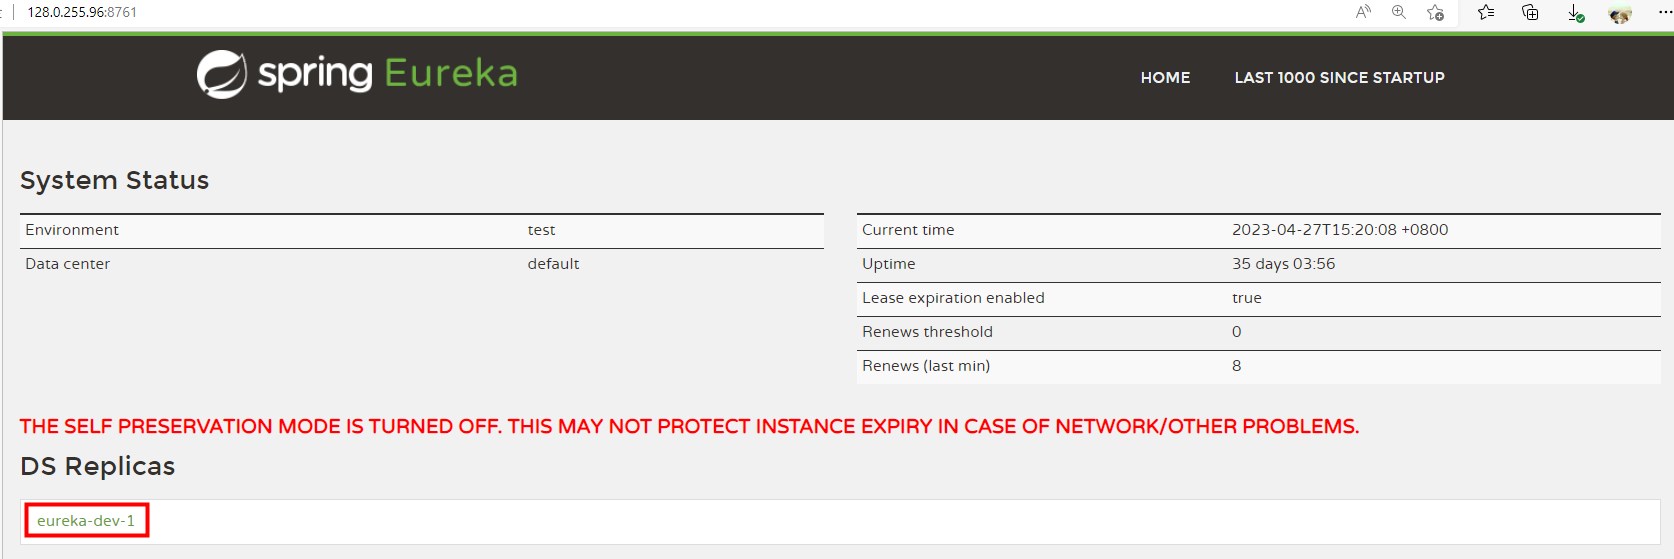 128.0.255.96:8761
spring Eureka
HOME LAST 1000 SINCE STARTUP
System Status
Environment test
Data center default
Current time 2023-04-27T15:20:08 +0800
Uptime 35 days 03:56
Lease expiration enabled true
Renews threshold 0
Renews (last min) 8
THE SELF PRESERVATION MODE IS TURNED OFF. THIS MAY NOT PROTECT INSTANCE EXPIRY IN CASE OF NETWORK/OTHER PROBLEMS.
DS Replicas
eureka-dev-1